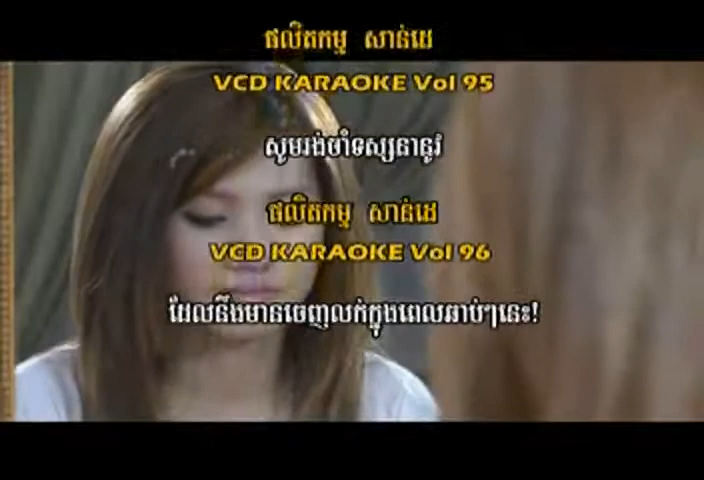 ផលិតកម្ម សាន់ដេ
VCD KARAOKE Vol 95
សូមរង់ចាំទស្សនានូវ
ផលិតកម្ម សាន់ដេ
VCD KARAOKE Vol 96
ដែលនឹងមានចេញលក់ក្នុងពេលឆាប់ៗនេះ!